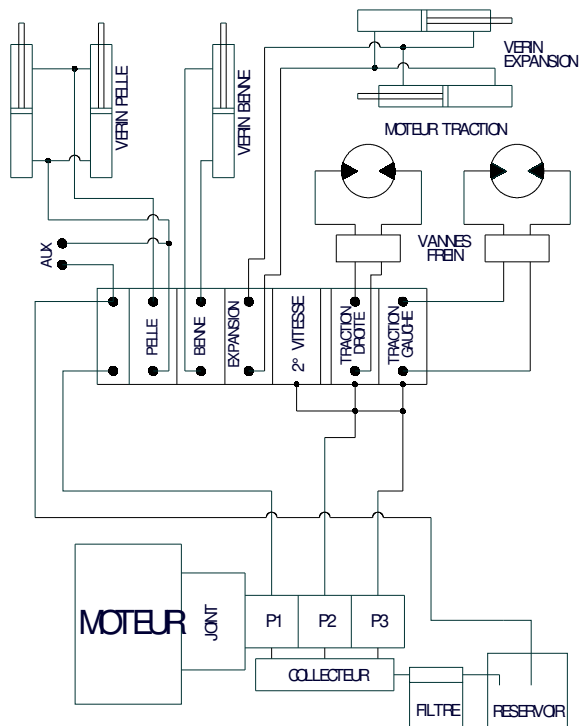 VERIN PELLE
VERIN BENNE
VERIN
EXPANSION
MOTEUR TRACTION
VANNES
FREIN
AUX
PELLE
BENNE
EXPANSION
2° VITESSE
TRACTION
DROITE
TRACTION
GAUCHE
MOTEUR
JOINT
P1
P2
P3
COLLECTEUR
FILTRE
RESERVOIR